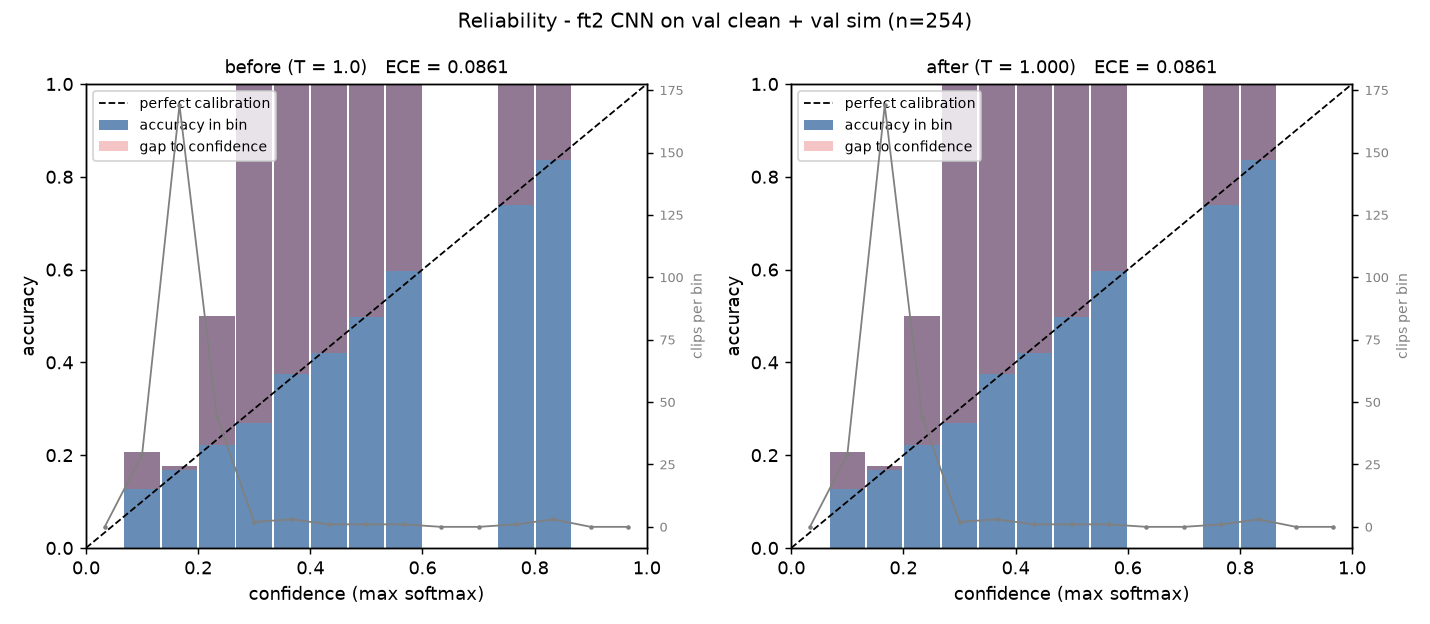 Reliability - ft2 CNN on val clean + val sim (n=254)
before (T = 1.0) ECE = 0.0861
perfect calibration
accuracy in bin
gap to confidence
1.0
0.8
0.6
0.4
0.2
0.0
accuracy
0.0 0.2 0.4 0.6 0.8 1.0
confidence (max softmax)
175
150
125
100
75
50
25
0
clips per bin
after (T = 1.000) ECE = 0.0861
perfect calibration
accuracy in bin
gap to confidence
1.0
0.8
0.6
0.4
0.2
0.0
accuracy
0.0 0.2 0.4 0.6 0.8 1.0
confidence (max softmax)
175
150
125
100
75
50
25
0
clips per bin